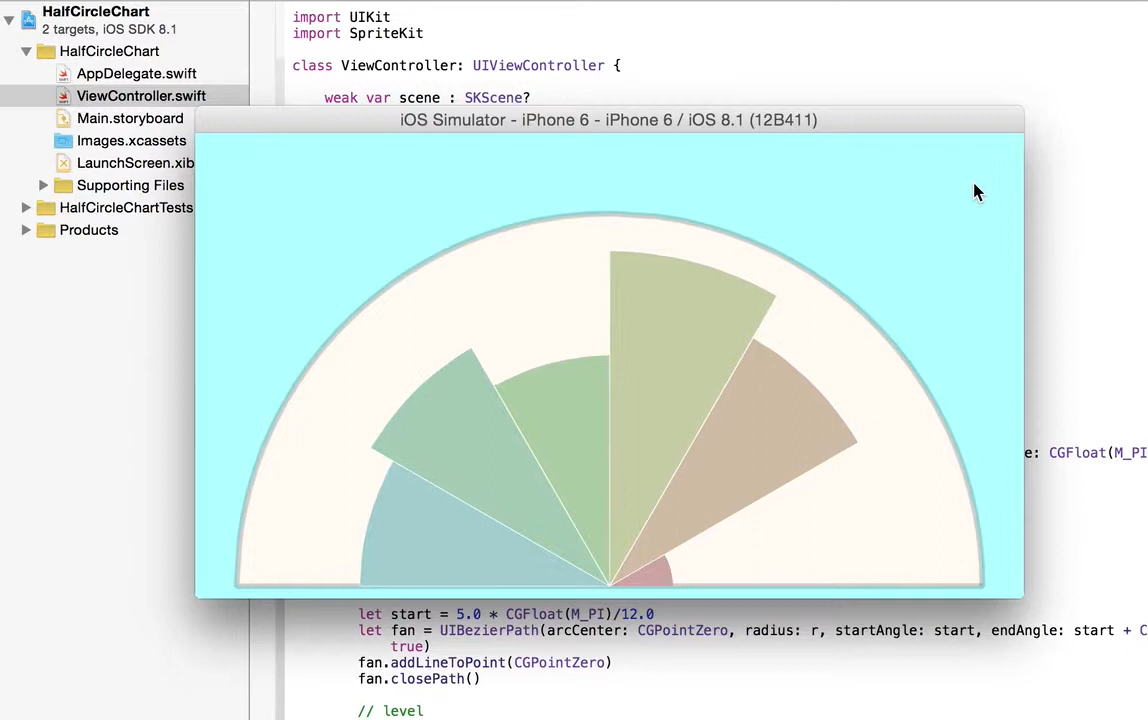 HalfCircleChart
2 targets, iOS SDK 8.1
HalfCircleChart
AppDelegate.swift
ViewController.swift
Main.storyboard
Images.xcassets
LaunchScreen.xib
Supporting Files
HalfCircleChartTests
Products
import UIKit
import SpriteKit
class ViewController: UIViewController {
weak var scene : SKScene?
iOS Simulator - iPhone 6 - iPhone 6 / iOS 8.1 (12B411)
e: CGFloat(M_PI
let start = 5.0 * CGFloat(M_PI)/12.0
let fan = UIBezierPath(arcCenter: CGPointZero, radius: r, startAngle: start, endAngle: start + C
true)
fan.addLineToPoint(CGPointZero)
fan.closePath()
// level